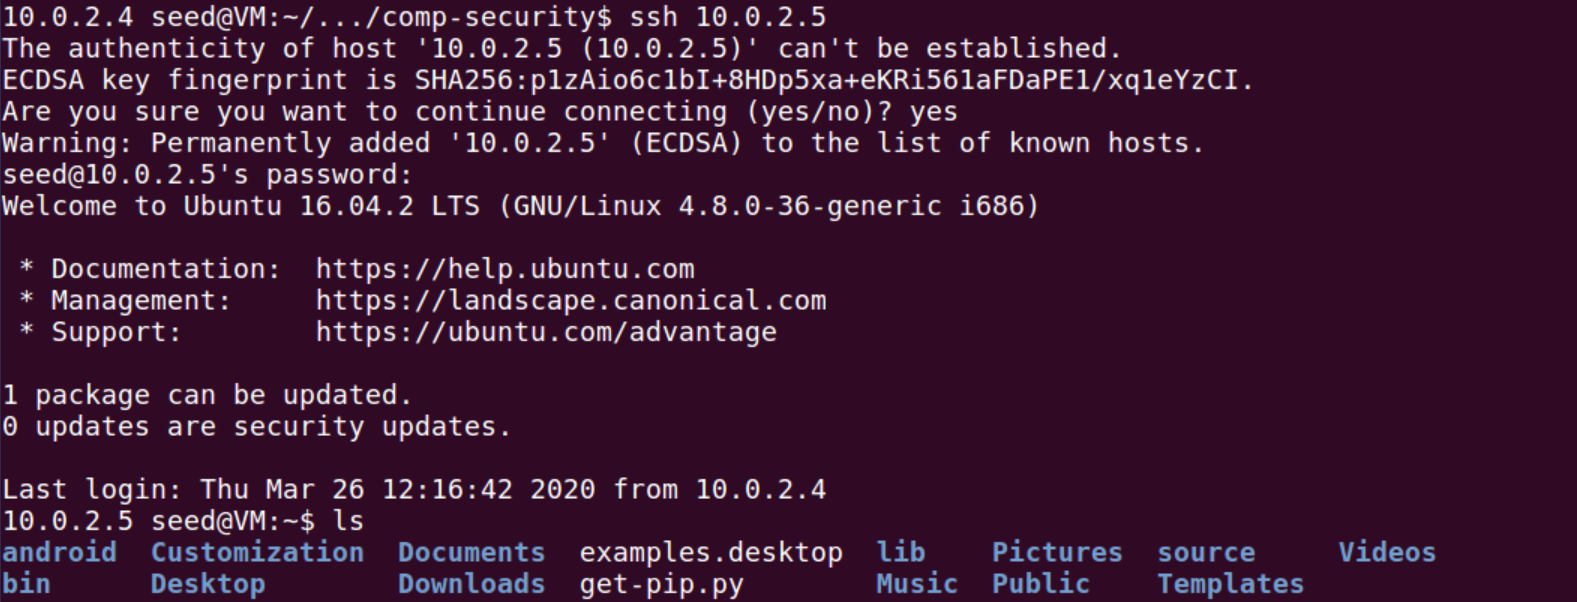 10.0.2.4 seed@VM:~/.../comp-security$ ssh 10.0.2.5
The authenticity of host '10.0.2.5 (10.0.2.5)' can't be established.
ECDSA key fingerprint is SHA256:p1zAio6c1bI+8HDp5xa+eKRi561aFDaPE1/xq1eYzCI.
Are you sure you want to continue connecting (yes/no)? yes
Warning: Permanently added '10.0.2.5' (ECDSA) to the list of known hosts.
seed@10.0.2.5's password:
Welcome to Ubuntu 16.04.2 LTS (GNU/Linux 4.8.0-36-generic i686)

 * Documentation:  https://help.ubuntu.com
 * Management:     https://landscape.canonical.com
 * Support:        https://ubuntu.com/advantage

1 package can be updated.
0 updates are security updates.

Last login: Thu Mar 26 12:16:42 2020 from 10.0.2.4
10.0.2.5 seed@VM:~$ ls
android  Customization  Documents  examples.desktop  lib    Pictures  source     Videos
bin      Desktop        Downloads  get-pip.py        Music  Public    Templates